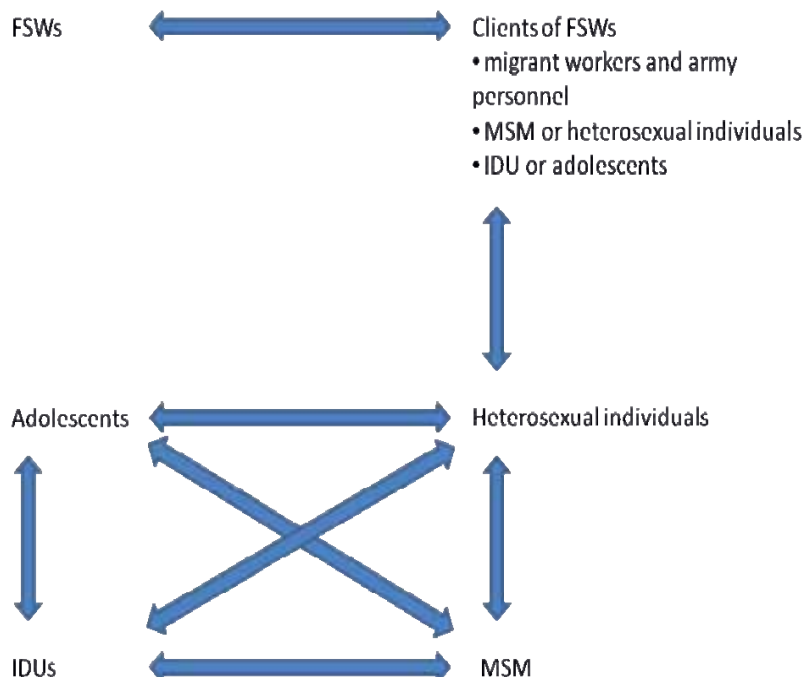 FSWs
Clients of FSWs
•migrant workers and army
personnel
•MSM or heterosexual individuals
•IDU or adolescents
Adolescents
Heterosexual individuals
IDUs
MSM